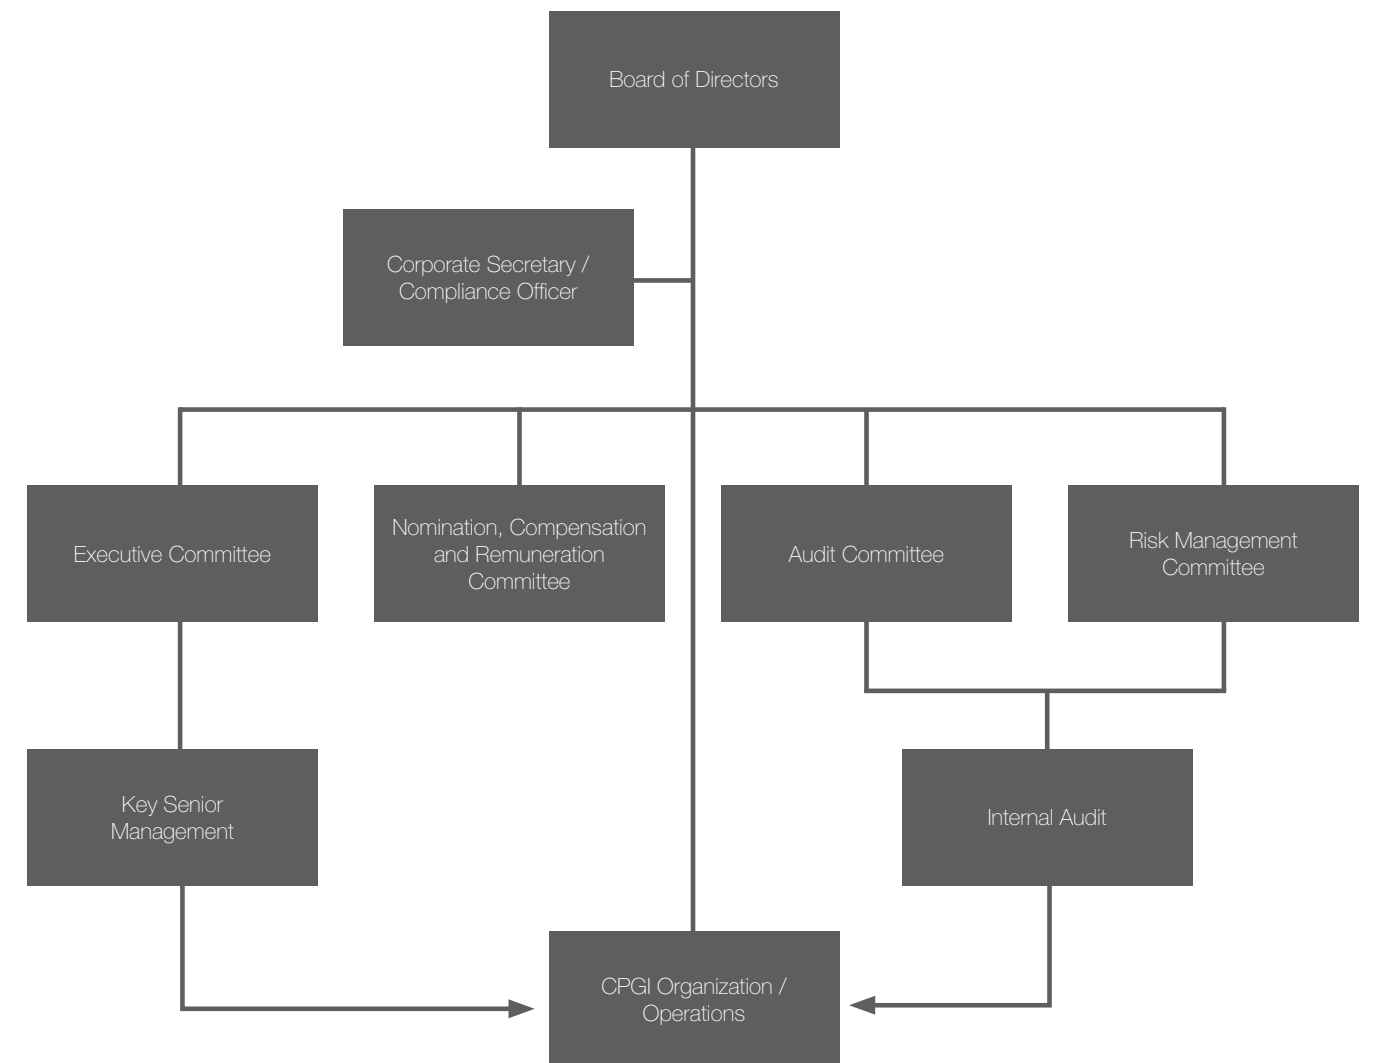 Board of Directors
Corporate Secretary /
Compliance Officer
Executive Committee
Nomination, Compensation
and Remuneration
Committee
Audit Committee
Risk Management
Committee
Key Senior
Management
Internal Audit
CPGI Organization /
Operations